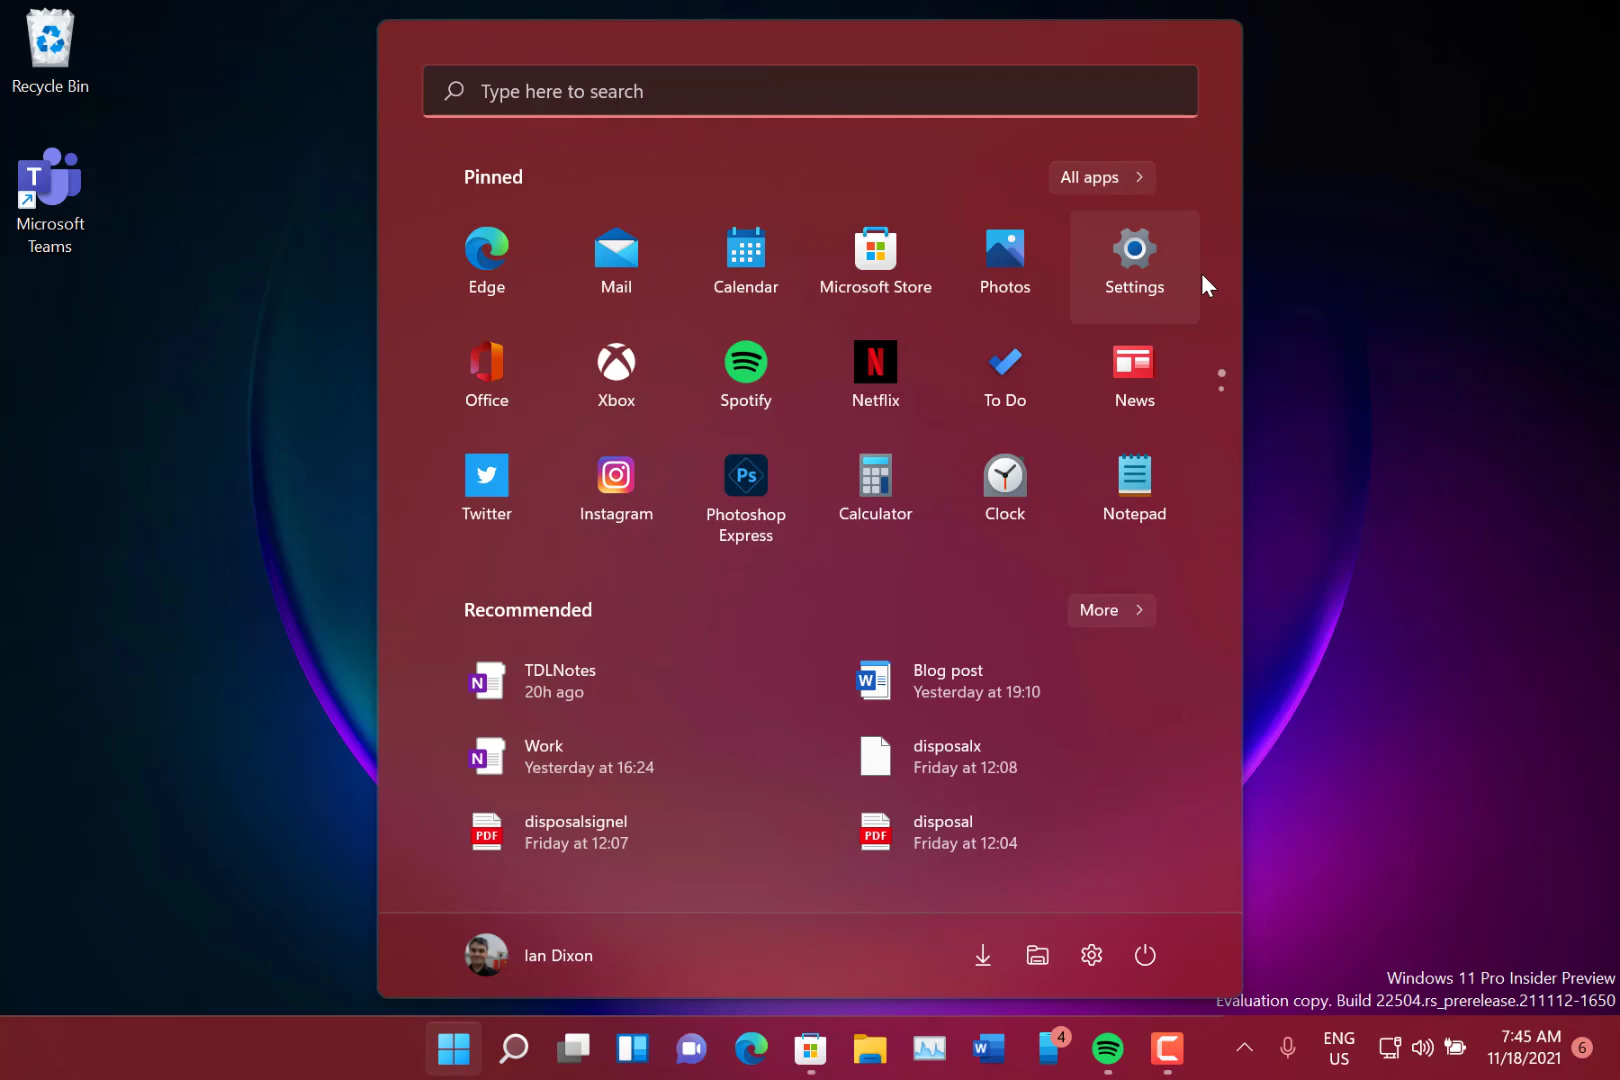 Recycle Bin
Microsoft
Teams
Type here to search
Pinned
All apps
Edge
Mail
Calendar
Microsoft Store
Photos
Settings
Office
Xbox
Spotify
Netflix
To Do
News
Twitter
Instagram
Photoshop
Express
Calculator
Clock
Notepad
Recommended
More
TDLNotes
20h ago
Blog post
Yesterday at 19:10
Work
Yesterday at 16:24
disposalx
Friday at 12:08
disposalsignel
Friday at 12:07
disposal
Friday at 12:04
Ian Dixon
Windows 11 Pro Insider Preview
Evaluation copy. Build 22504.rs_prerelease.211112-1650
4
ENG
US
7:45 AM
11/18/2021
6